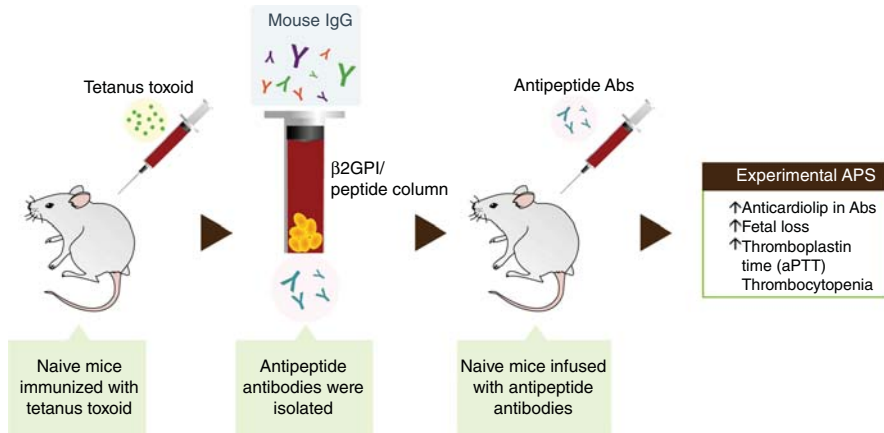 Mouse IgG
Tetanus toxoid
β2GPI/
peptide column
Antipeptide Abs
Experimental APS
↑Anticardiolip in Abs
↑Fetal loss
↑Thromboplastin
time (aPTT)
Thrombocytopenia
Naive mice
immunized with
tetanus toxoid
Antipeptide
antibodies were
isolated
Naive mice infused
with antipeptide
antibodies